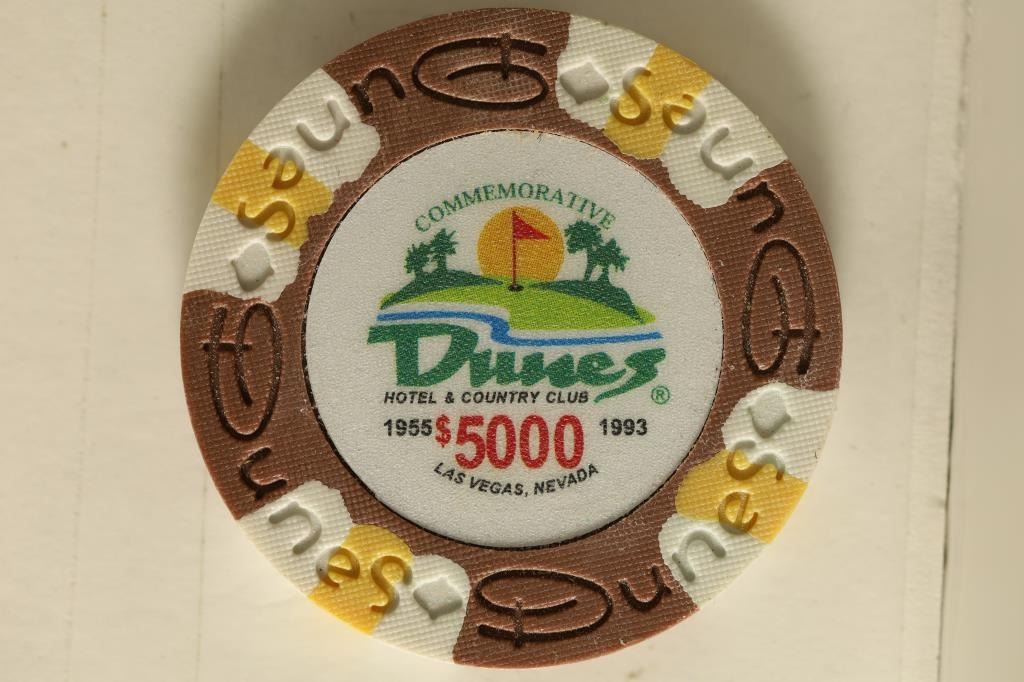 COMMEMORATIVE
Dunes ®
HOTEL & COUNTRY CLUB
1955 $5000 1993
LAS VEGAS, NEVADA
Dunes
Dunes
Dunes
Dunes